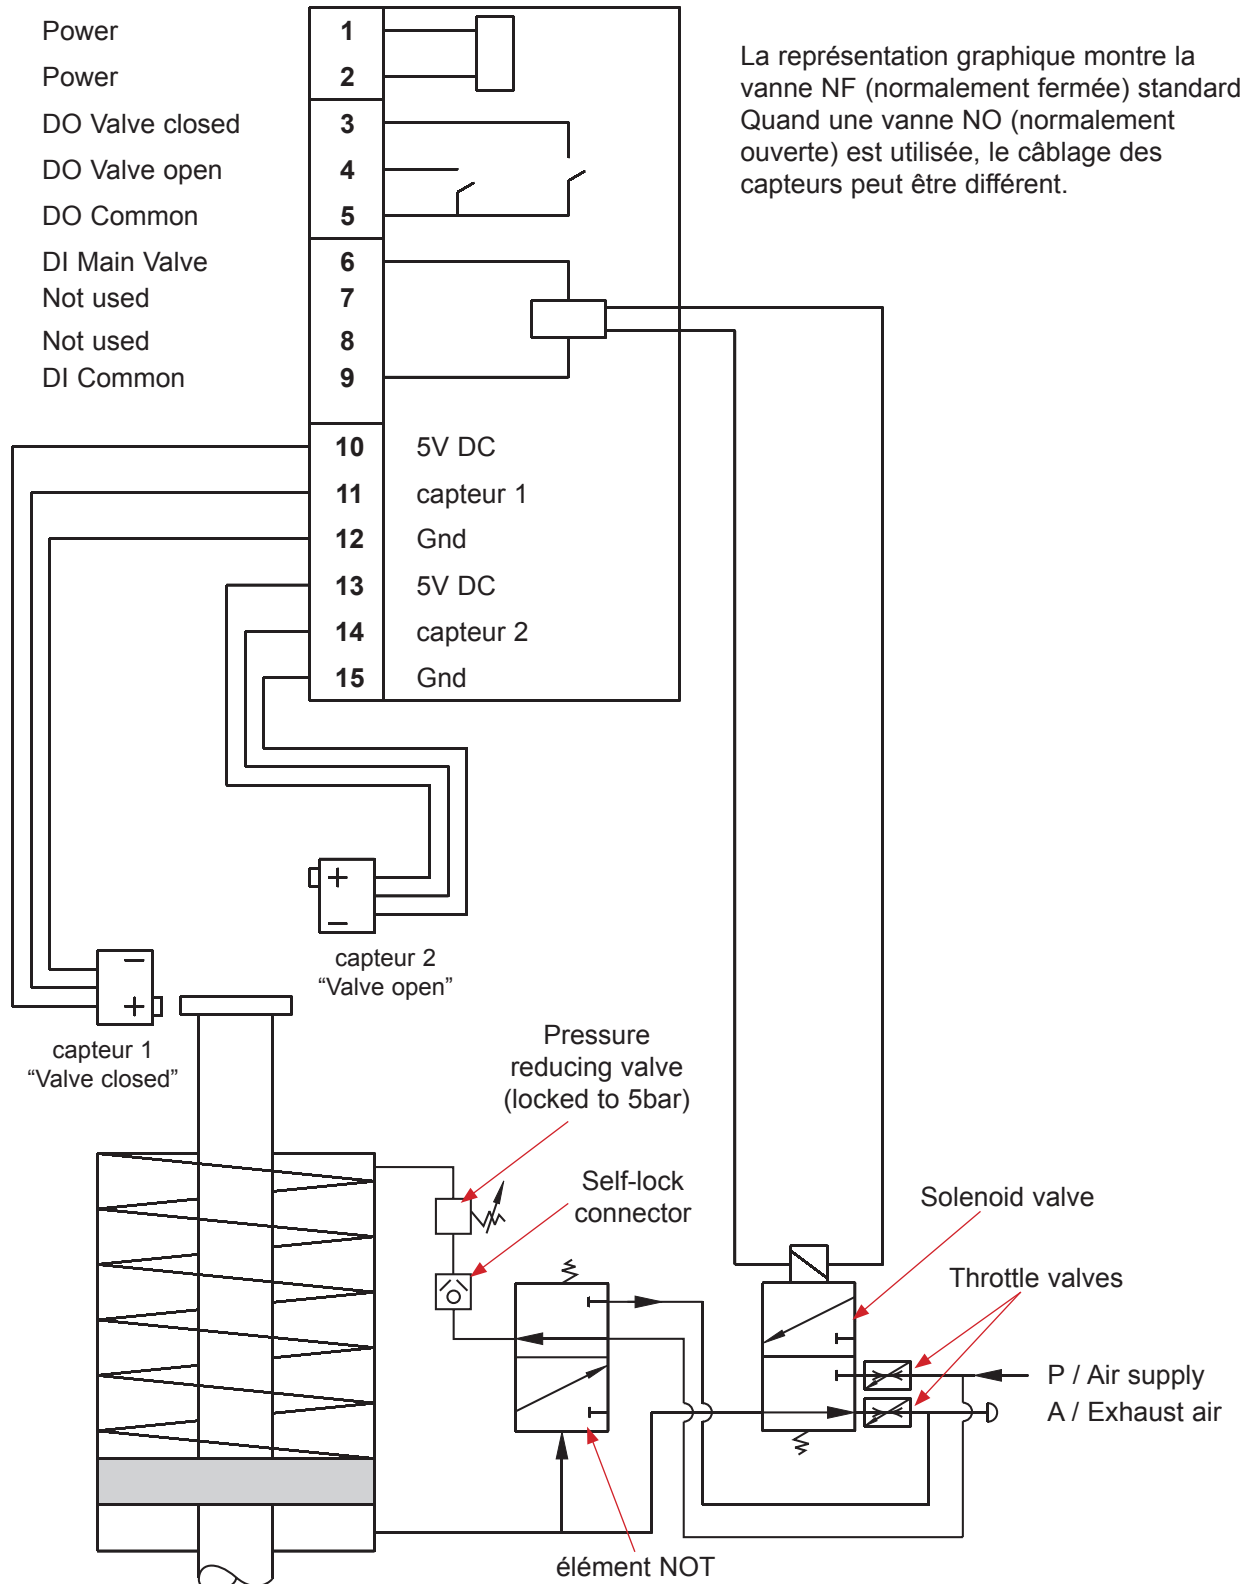 Power 1
Power 2
DO Valve closed 3
DO Valve open 4
DO Common 5
DI Main Valve 6
Not used 7
Not used 8
DI Common 9
10 5V DC
11 capteur 1
12 Gnd
13 5V DC
14 capteur 2
15 Gnd
La représentation graphique montre la
vanne NF (normalement fermée) standard
Quand une vanne NO (normalement
ouverte) est utilisée, le câblage des
capteurs peut être différent.
+
−
capteur 2
“Valve open”
−
+
capteur 1
“Valve closed”
Pressure
reducing valve
(locked to 5bar)
Self-lock
connector
Solenoid valve
Throttle valves
P / Air supply
A / Exhaust air
élément NOT